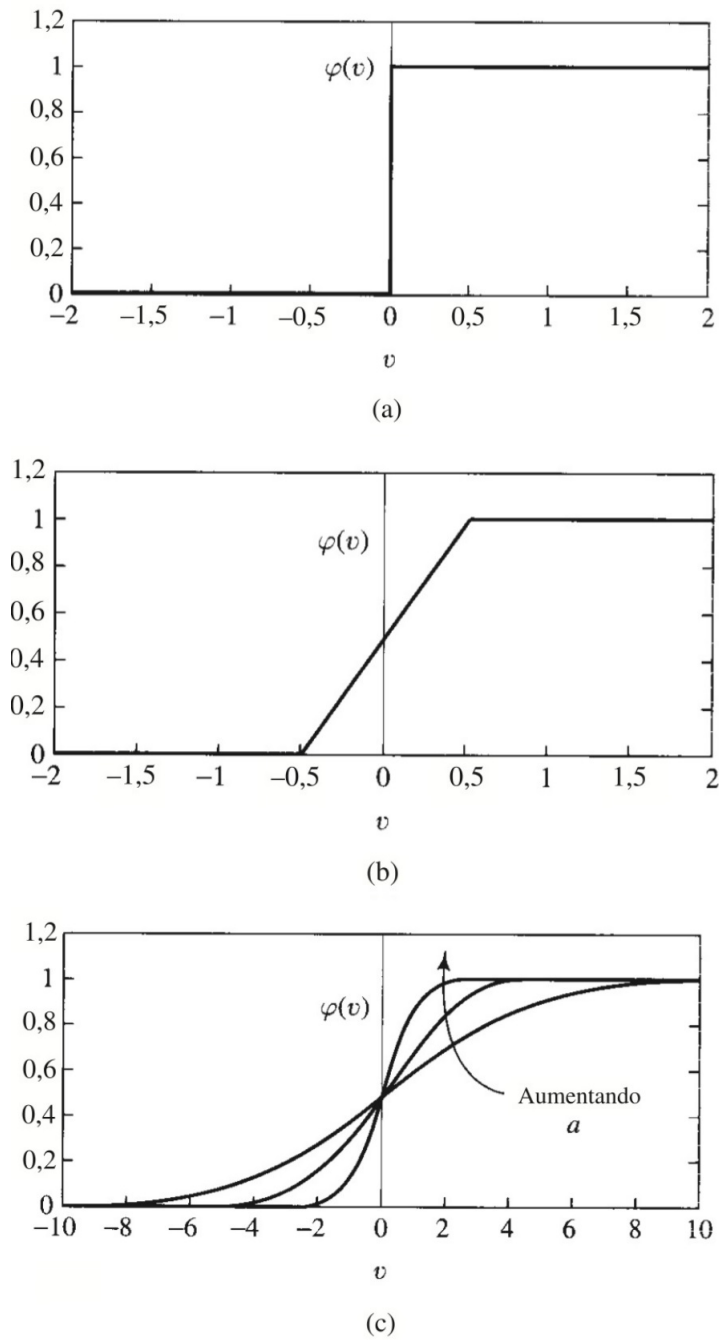 1,2
1
φ(v)
0,8
0,6
0,4
0,2
0
–2 –1,5 –1 –0,5 0 0,5 1 1,5 2
v
(a)
1,2
1
φ(v)
0,8
0,6
0,4
0,2
0
–2 –1,5 –1 –0,5 0 0,5 1 1,5 2
v
(b)
1,2
1
φ(v)
0,8
0,6
Aumentando
0,4
a
0,2
0
–10 –8 –6 –4 –2 0 2 4 6 8 10
v
(c)